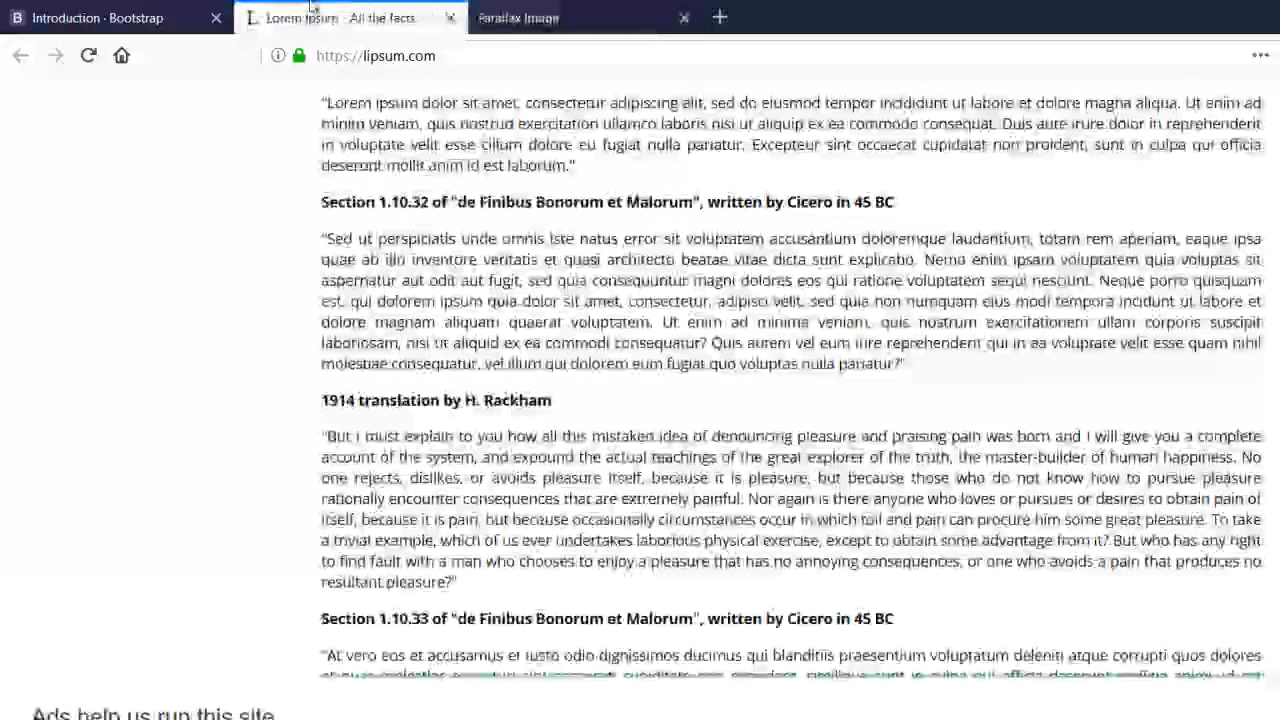 Introduction · Bootstrap
Lorem Ipsum - All the facts
Parallax Image
https://lipsum.com
"Lorem ipsum dolor sit amet, consectetur adipiscing elit, sed do eiusmod tempor incididunt ut labore et dolore magna aliqua. Ut enim ad
minim veniam, quis nostrud exercitation ullamco laboris nisi ut aliquip ex ea commodo consequat. Duis aute irure dolor in reprehenderit
in voluptate velit esse cillum dolore eu fugiat nulla pariatur. Excepteur sint occaecat cupidatat non proident, sunt in culpa qui officia
deserunt mollit anim id est laborum."
Section 1.10.32 of "de Finibus Bonorum et Malorum", written by Cicero in 45 BC
"Sed ut perspiciatis unde omnis iste natus error sit voluptatem accusantium doloremque laudantium, totam rem aperiam, eaque ipsa
quae ab illo inventore veritatis et quasi architecto beatae vitae dicta sunt explicabo. Nemo enim ipsam voluptatem quia voluptas sit
aspernatur aut odit aut fugit, sed quia consequuntur magni dolores eos qui ratione voluptatem sequi nesciunt. Neque porro quisquam
est, qui dolorem ipsum quia dolor sit amet, consectetur, adipisci velit, sed quia non numquam eius modi tempora incidunt ut labore et
dolore magnam aliquam quaerat voluptatem. Ut enim ad minima veniam, quis nostrum exercitationem ullam corporis suscipit
laboriosam, nisi ut aliquid ex ea commodi consequatur? Quis autem vel eum iure reprehenderit qui in ea voluptate velit esse quam nihil
molestiae consequatur, vel illum qui dolorem eum fugiat quo voluptas nulla pariatur?"
1914 translation by H. Rackham
"But I must explain to you how all this mistaken idea of denouncing pleasure and praising pain was born and I will give you a complete
account of the system, and expound the actual teachings of the great explorer of the truth, the master-builder of human happiness. No
one rejects, dislikes, or avoids pleasure itself, because it is pleasure, but because those who do not know how to pursue pleasure
rationally encounter consequences that are extremely painful. Nor again is there anyone who loves or pursues or desires to obtain pain of
itself, because it is pain, but because occasionally circumstances occur in which toil and pain can procure him some great pleasure. To take
a trivial example, which of us ever undertakes laborious physical exercise, except to obtain some advantage from it? But who has any right
to find fault with a man who chooses to enjoy a pleasure that has no annoying consequences, or one who avoids a pain that produces no
resultant pleasure?"
Section 1.10.33 of "de Finibus Bonorum et Malorum", written by Cicero in 45 BC
"At vero eos et accusamus et iusto odio dignissimos ducimus qui blanditiis praesentium voluptatum deleniti atque corrupti quos dolores
Ads help us run this site